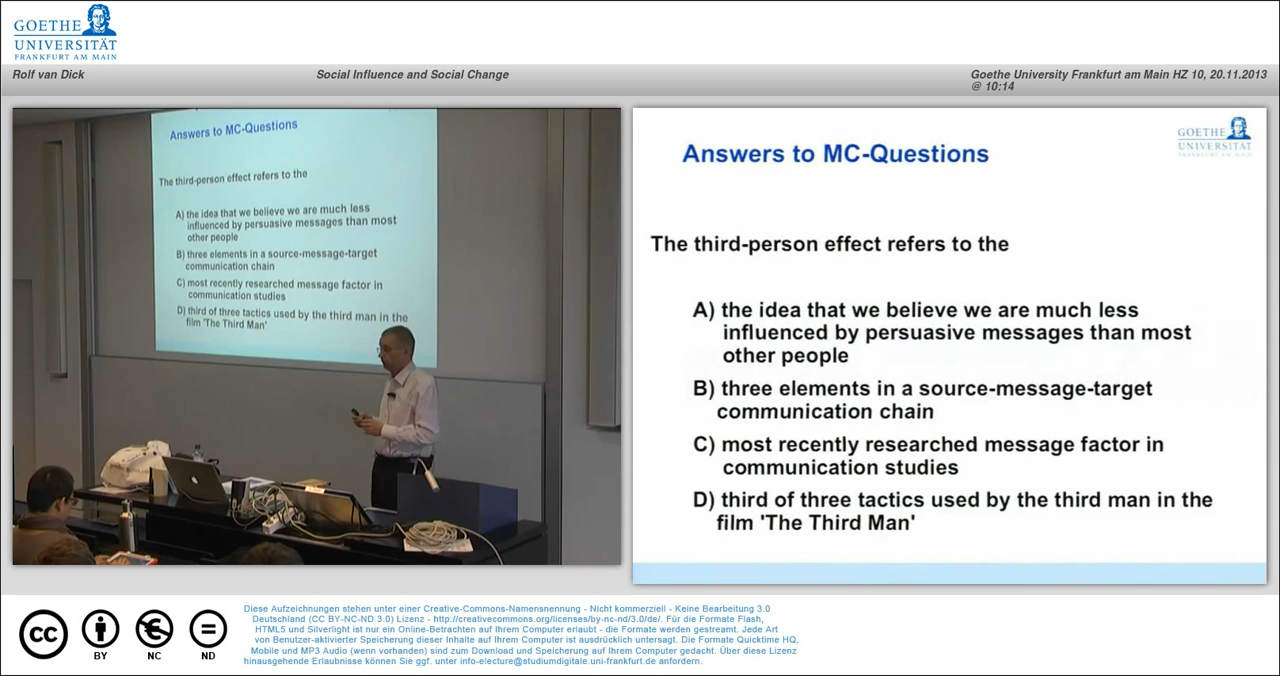 GOETHE
UNIVERSITÄT
FRANKFURT AM MAIN
Rolf van Dick
Social Influence and Social Change
Goethe University Frankfurt am Main HZ 10, 20.11.2013
@ 10:14
Answers to MC-Questions
The third-person effect refers to the
A) the idea that we believe we are much less
influenced by persuasive messages than most
other people
B) three elements in a source-message-target
communication chain
C) most recently researched message factor in
communication studies
D) third of three tactics used by the third man in the
film 'The Third Man'
GOETHE
UNIVERSITÄT
FRANKFURT AM MAIN
Answers to MC-Questions
The third-person effect refers to the
A) the idea that we believe we are much less
influenced by persuasive messages than most
other people
B) three elements in a source-message-target
communication chain
C) most recently researched message factor in
communication studies
D) third of three tactics used by the third man in the
film 'The Third Man'
cc
BY
NC
ND
Diese Aufzeichnungen stehen unter einer Creative-Commons-Namensnennung - Nicht kommerziell - Keine Bearbeitung 3.0
Deutschland (CC BY-NC-ND 3.0) Lizenz - http://creativecommons.org/licenses/by-nc-nd/3.0/de/. Für die Formate Flash,
HTML5 und Silverlight ist nur ein Online-Betrachten auf Ihrem Computer erlaubt - die Formate werden gestreamt. Jede Art
von Benutzer-aktivierter Speicherung dieser Inhalte auf Ihrem Computer ist ausdrücklich untersagt. Die Formate Quicktime HQ,
Mobile und MP3 Audio (wenn vorhanden) sind zum Download und Speicherung auf Ihrem Computer gedacht. Über diese Lizenz
hinausgehende Erlaubnisse können Sie ggf. unter info-electure@studiumdigitale.uni-frankfurt.de anfordern.